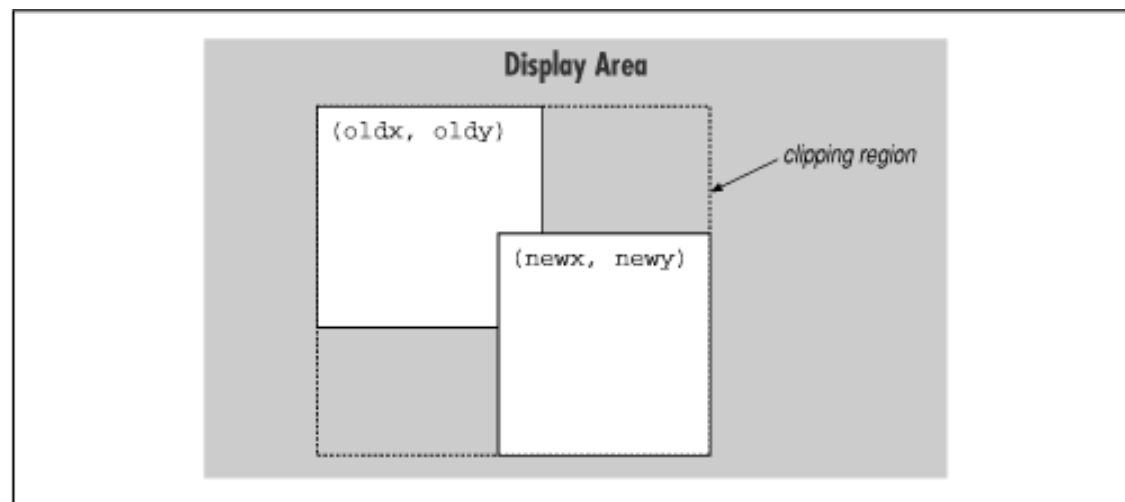 Display Area
(oldx, oldy)
clipping region
(newx, newy)